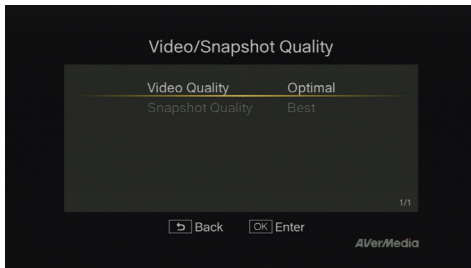 Video/Snapshot Quality
Video Quality Optimal
Snapshot Quality Best
1/1
Back OK Enter
AVerMedia